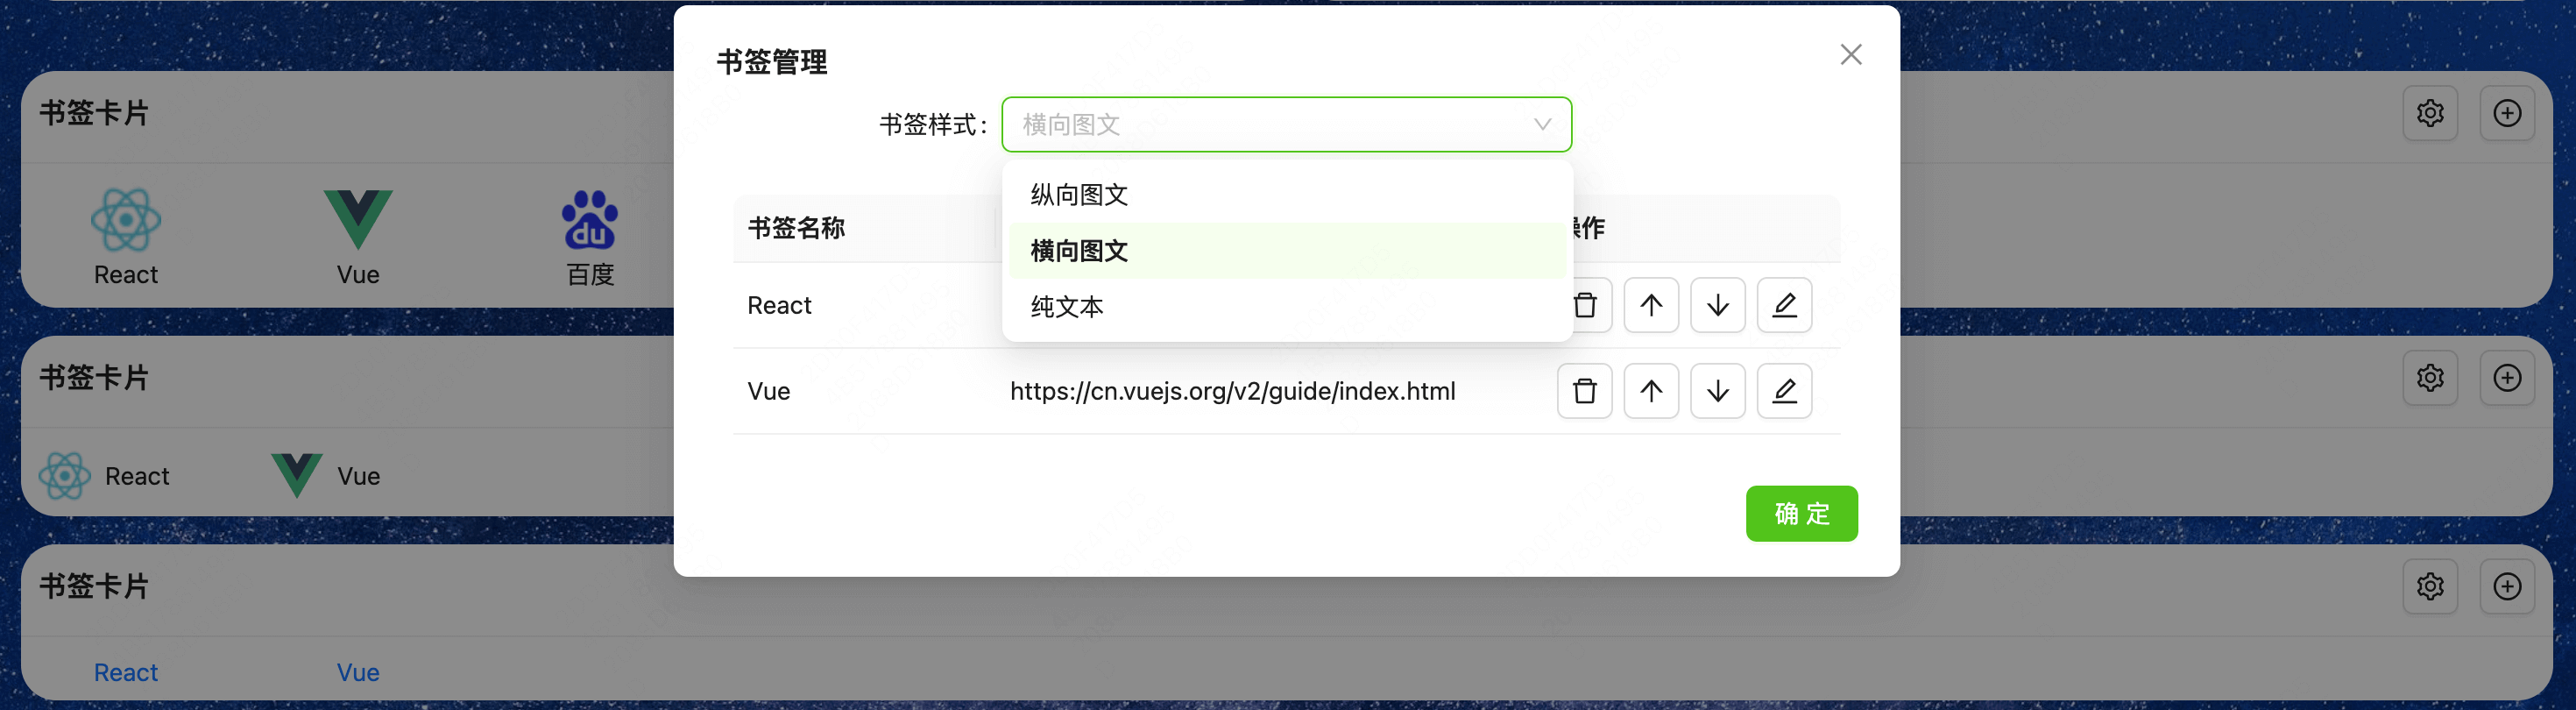 书签管理
书签样式：
横向图文
纵向图文
横向图文
纯文本
书签名称
React
Vue
https://cn.vuejs.org/v2/guide/index.html
确 定
书签卡片
React
Vue
du
百度
书签卡片
React
Vue
书签卡片
React
Vue